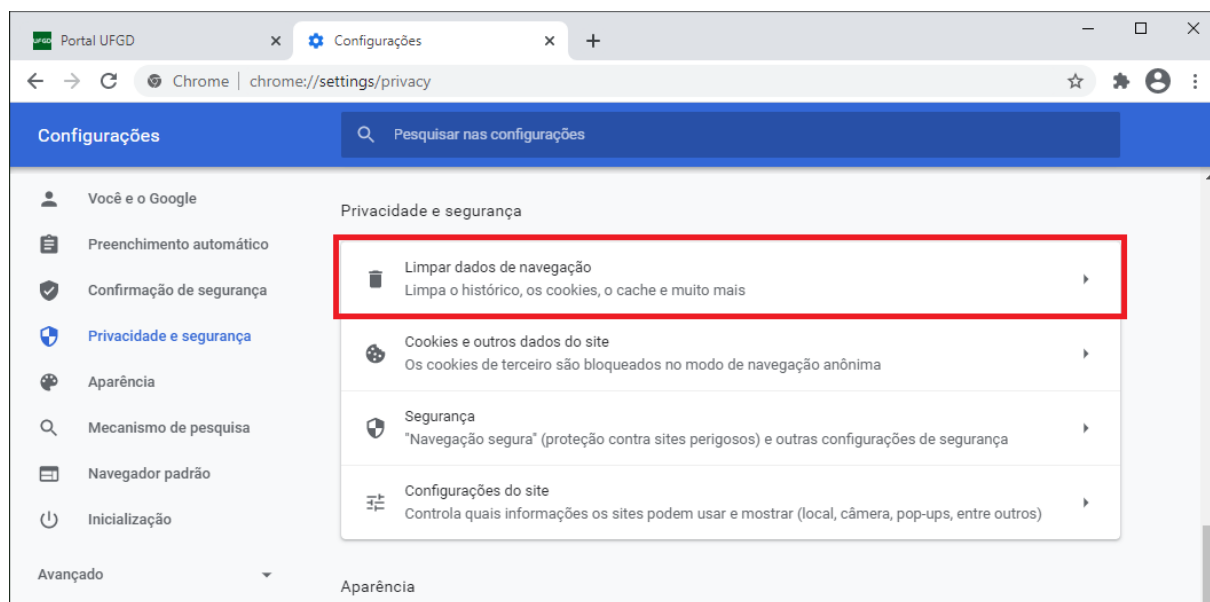 UFGD Portal UFGD Configurações
Chrome | chrome://settings/privacy
Configurações Pesquisar nas configurações
Você e o Google
Preenchimento automático
Confirmação de segurança
Privacidade e segurança
Aparência
Mecanismo de pesquisa
Navegador padrão
Inicialização
Avançado
Privacidade e segurança
Limpar dados de navegação
Limpa o histórico, os cookies, o cache e muito mais
Cookies e outros dados do site
Os cookies de terceiro são bloqueados no modo de navegação anônima
Segurança
"Navegação segura" (proteção contra sites perigosos) e outras configurações de segurança
Configurações do site
Controla quais informações os sites podem usar e mostrar (local, câmera, pop-ups, entre outros)
Aparência